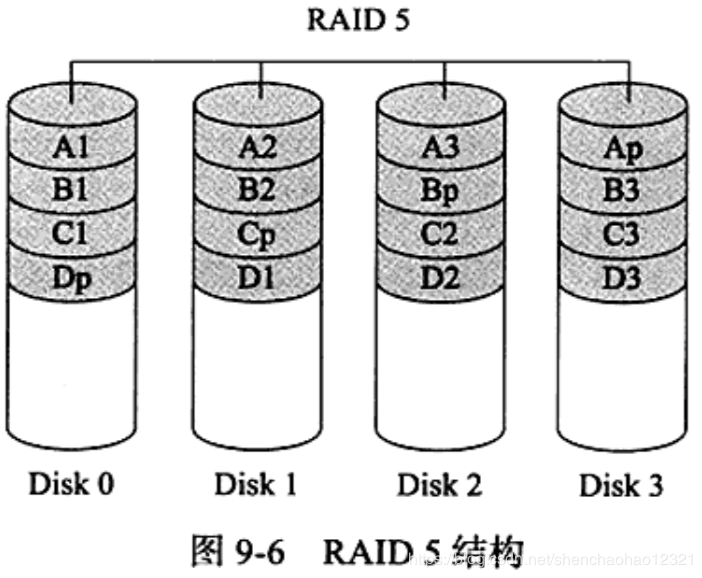 RAID 5
A1 A2 A3 Ap
B1 B2 Bp B3
C1 Cp C2 C3
Dp D1 D2 D3
Disk 0 Disk 1 Disk 2 Disk 3
图 9-6 RAID 5 结构
https://blog.csdn.net/shenchaohao12321